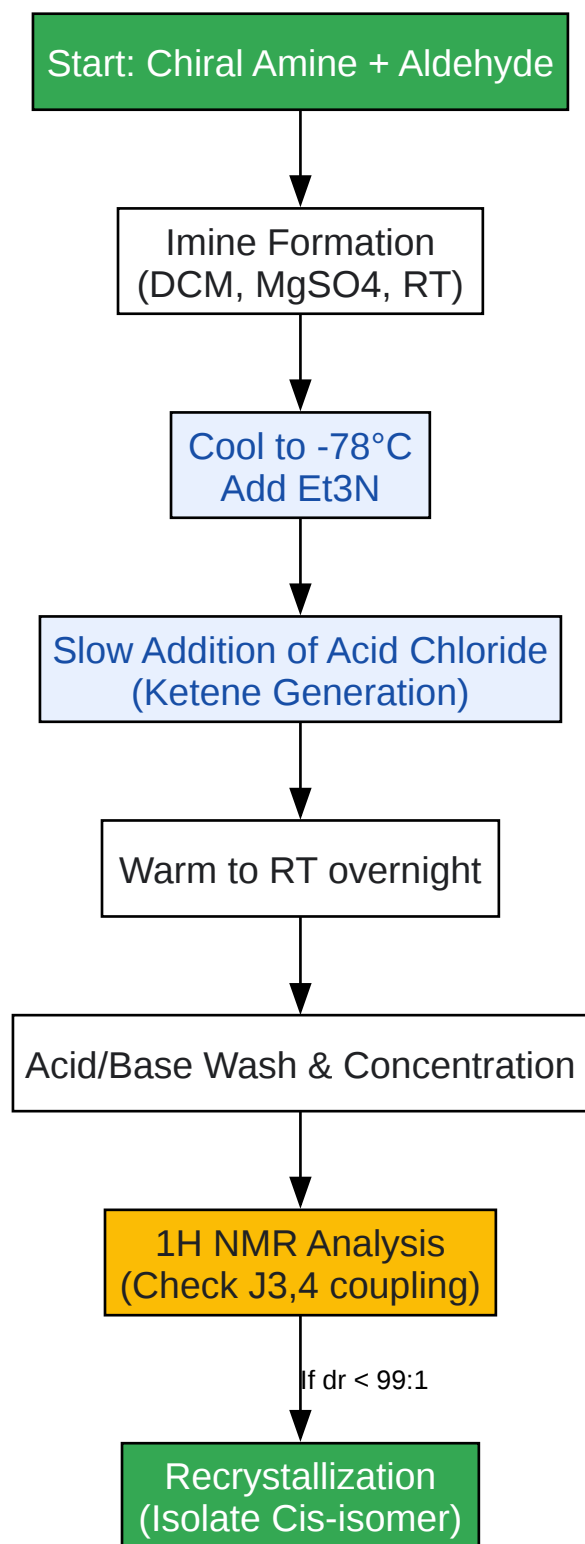 Start: Chiral Amine + Aldehyde
Imine Formation
(DCM, MgSO4, RT)
Cool to -78°C
Add Et3N
Slow Addition of Acid Chloride
(Ketene Generation)
Warm to RT overnight
Acid/Base Wash & Concentration
1H NMR Analysis
(Check J3,4 coupling)
If dr < 99:1
Recrystallization
(Isolate Cis-isomer)